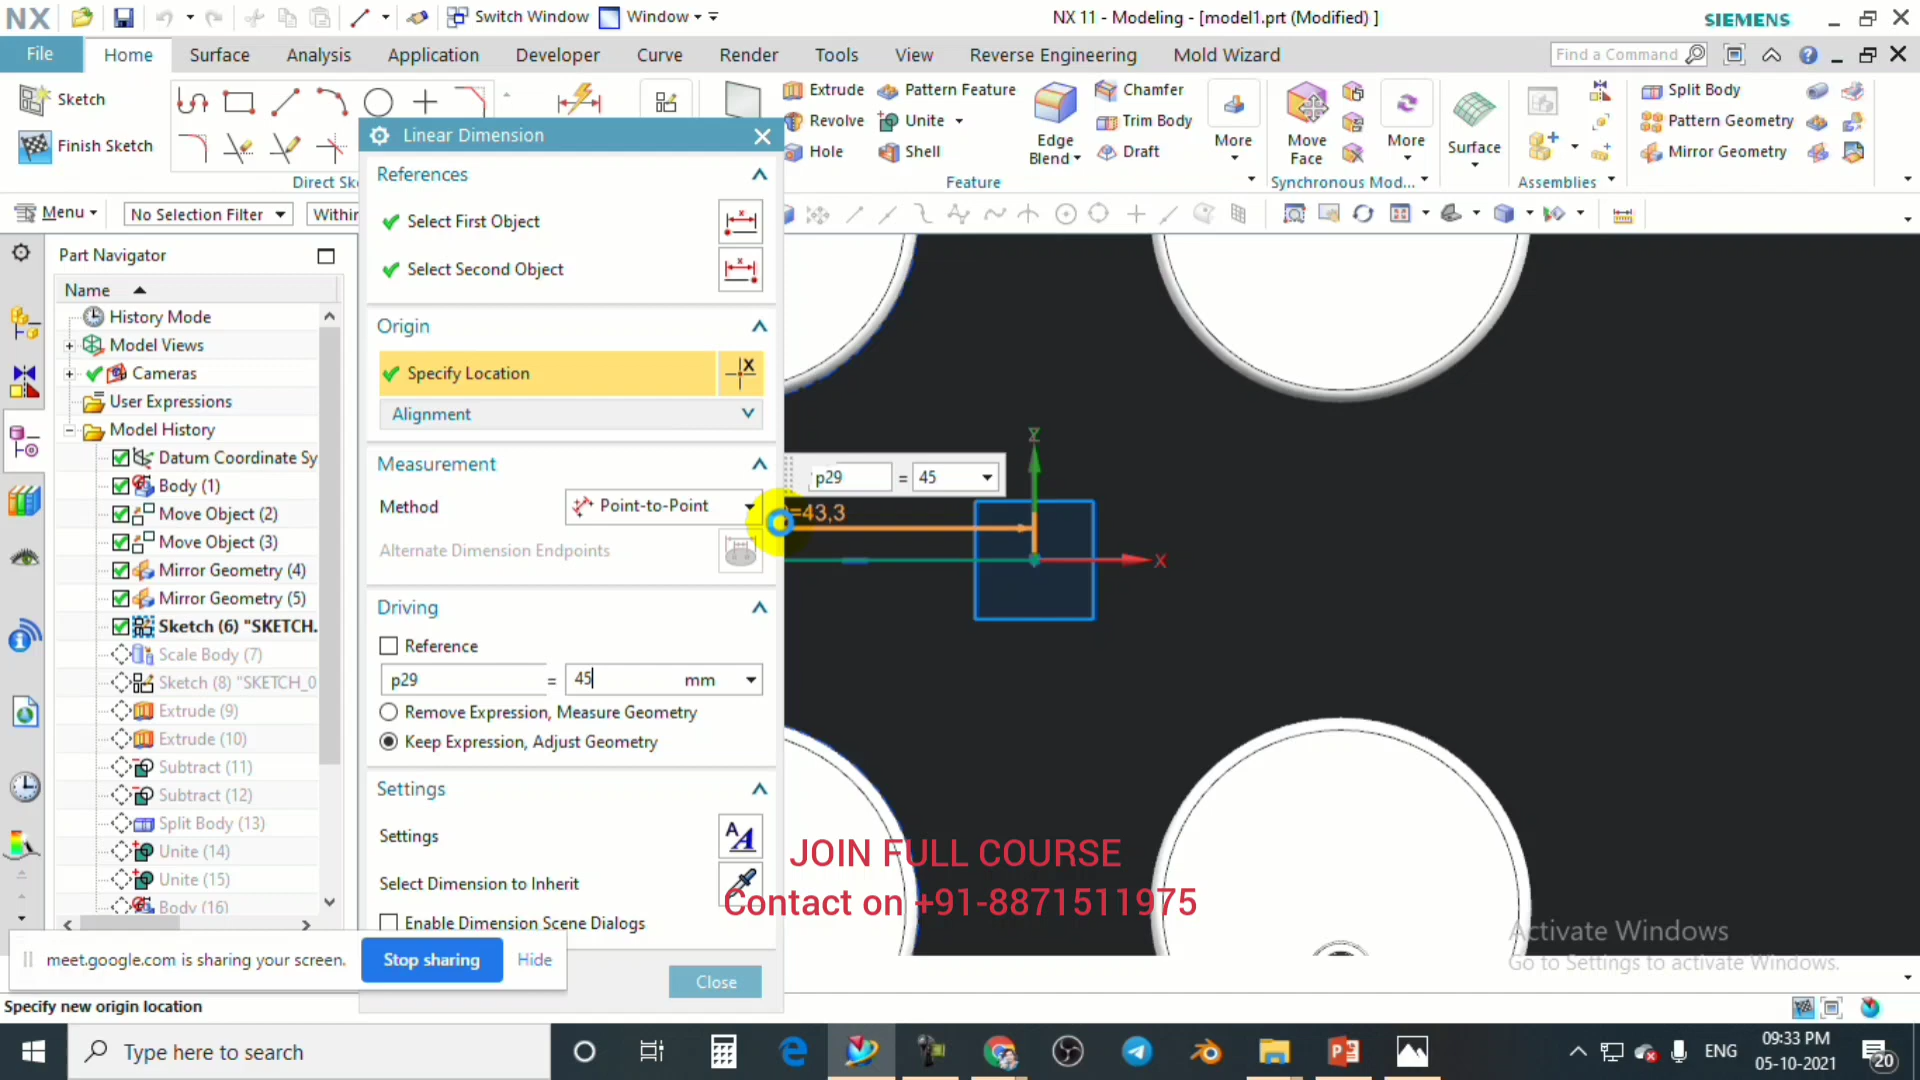 NX
Switch Window
Window
NX 11 - Modeling - [model1.prt (Modified) ]
SIEMENS
File
Home
Surface
Analysis
Application
Developer
Curve
Render
Tools
View
Reverse Engineering
Mold Wizard
Find a Command
Sketch
Finish Sketch
Direct Sk
Extrude
Revolve
Hole
Pattern Feature
Unite
Shell
Edge
Blend
Chamfer
Trim Body
Draft
More
Feature
Move
Face
More
Synchronous Mod...
Surface
Assemblies
Split Body
Pattern Geometry
Mirror Geometry
Menu
No Selection Filter
Withir
Part Navigator
Name
History Mode
Model Views
Cameras
User Expressions
Model History
Datum Coordinate Sy
Body (1)
Move Object (2)
Move Object (3)
Mirror Geometry (4)
Mirror Geometry (5)
Sketch (6) "SKETCH.
Scale Body (7)
Sketch (8) "SKETCH_0
Extrude (9)
Extrude (10)
Subtract (11)
Subtract (12)
Split Body (13)
Unite (14)
Unite (15)
Body (16)
Linear Dimension
References
Select First Object
Select Second Object
Origin
Specify Location
Alignment
Measurement
Method
Point-to-Point
Alternate Dimension Endpoints
Driving
Reference
p29 = 45 mm
Remove Expression, Measure Geometry
Keep Expression, Adjust Geometry
Settings
Settings
Select Dimension to Inherit
Enable Dimension Scene Dialogs
Close
p29 = 45
=43,3
Z
X
JOIN FULL COURSE
Contact on +91-8871511975
Activate Windows
Go to Settings to activate Windows.
meet.google.com is sharing your screen.
Stop sharing
Hide
Specify new origin location
Type here to search
ENG
09:33 PM
05-10-2021
20